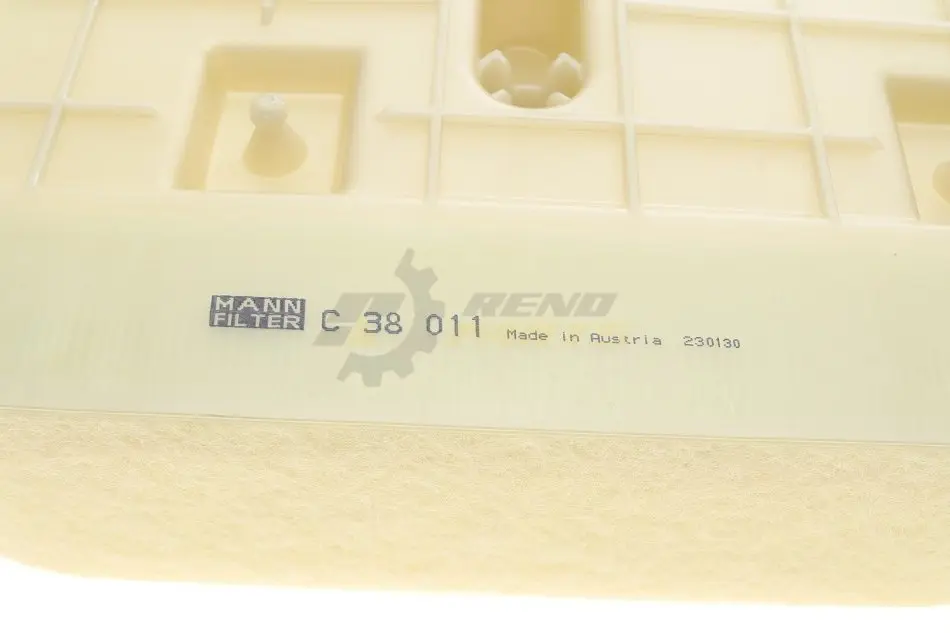 MANN
FILTER
C 38 011
Made in Austria 230130
RENO